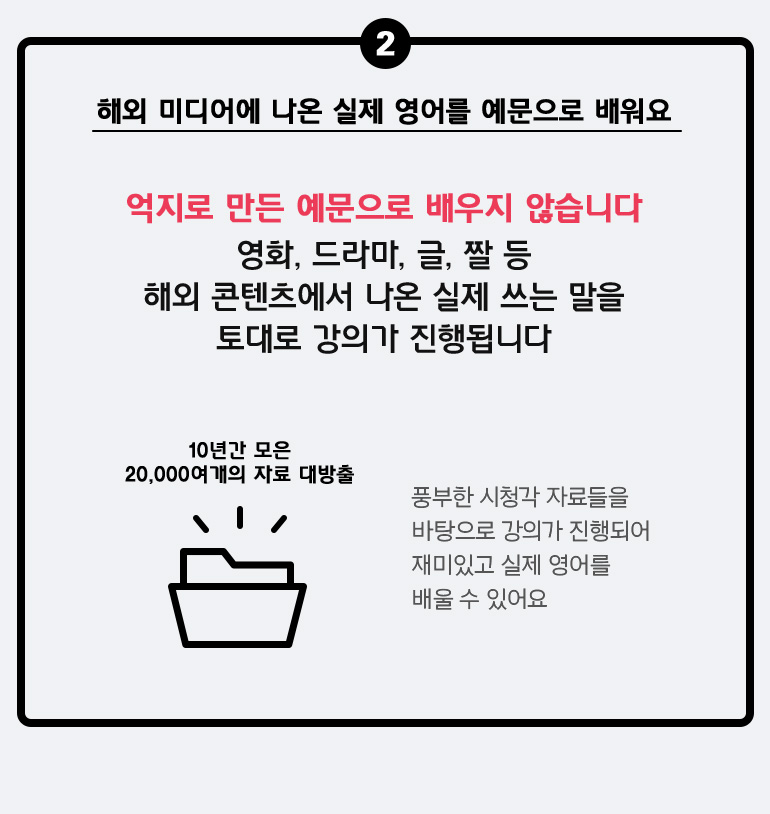 2
해외 미디어에 나온 실제 영어를 예문으로 배워요
억지로 만든 예문으로 배우지 않습니다
영화, 드라마, 글, 짤 등
해외 콘텐츠에서 나온 실제 쓰는 말을
토대로 강의가 진행됩니다
10년간 모은
20,000여개의 자료 대방출
풍부한 시청각 자료들을
바탕으로 강의가 진행되어
재미있고 실제 영어를
배울 수 있어요